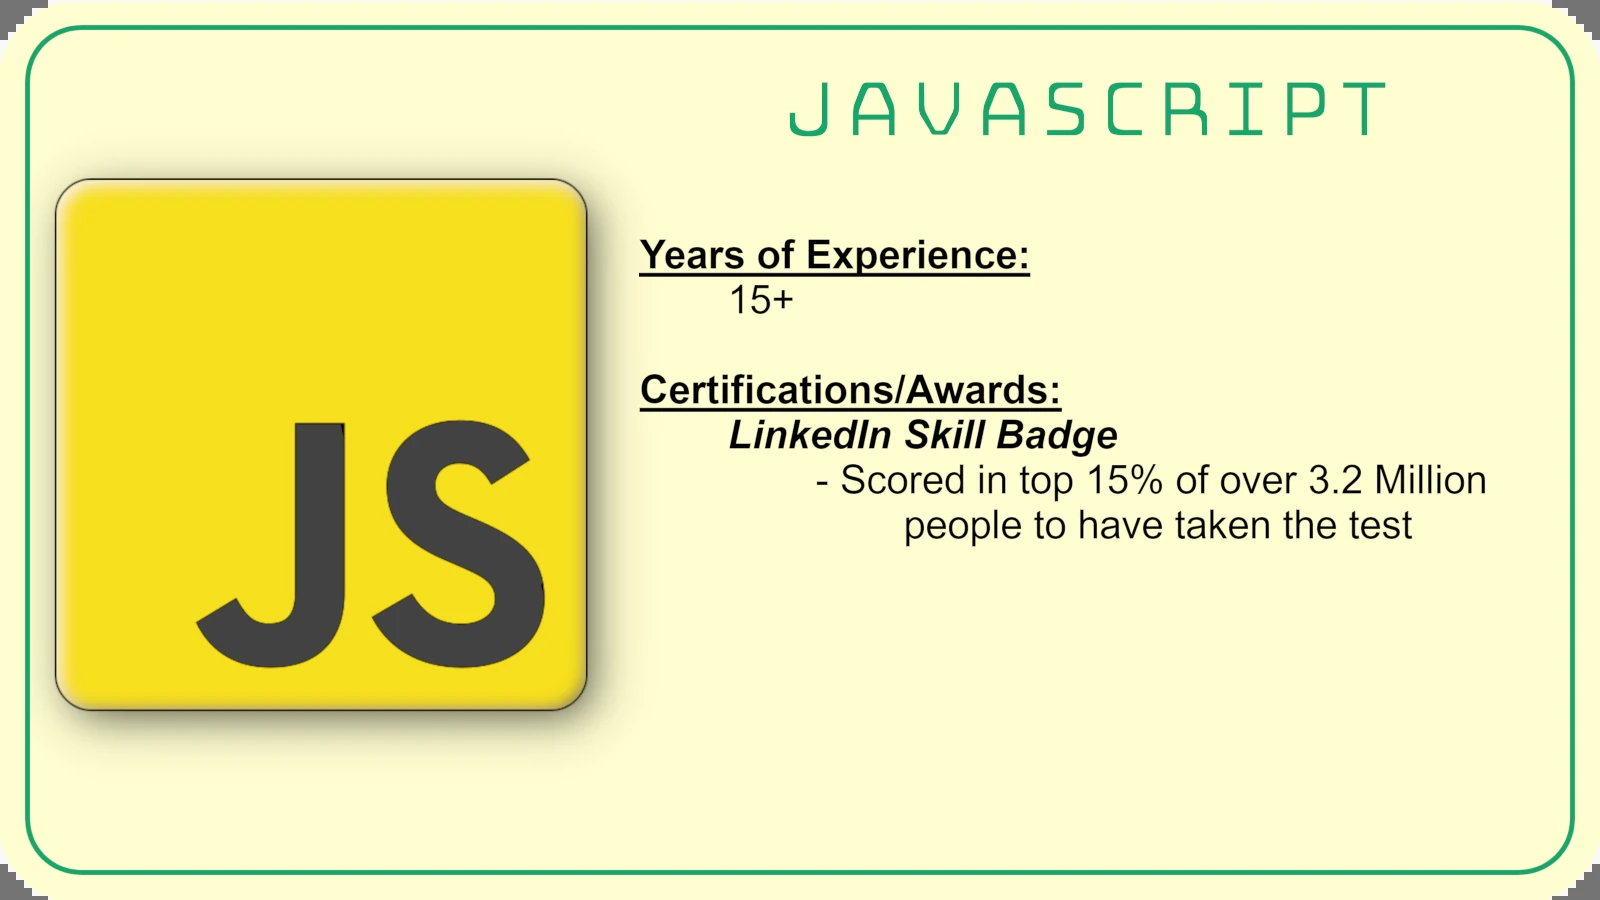 JAVASCRIPT
JS
Years of Experience:
15+
Certifications/Awards:
LinkedIn Skill Badge
- Scored in top 15% of over 3.2 Million
people to have taken the test